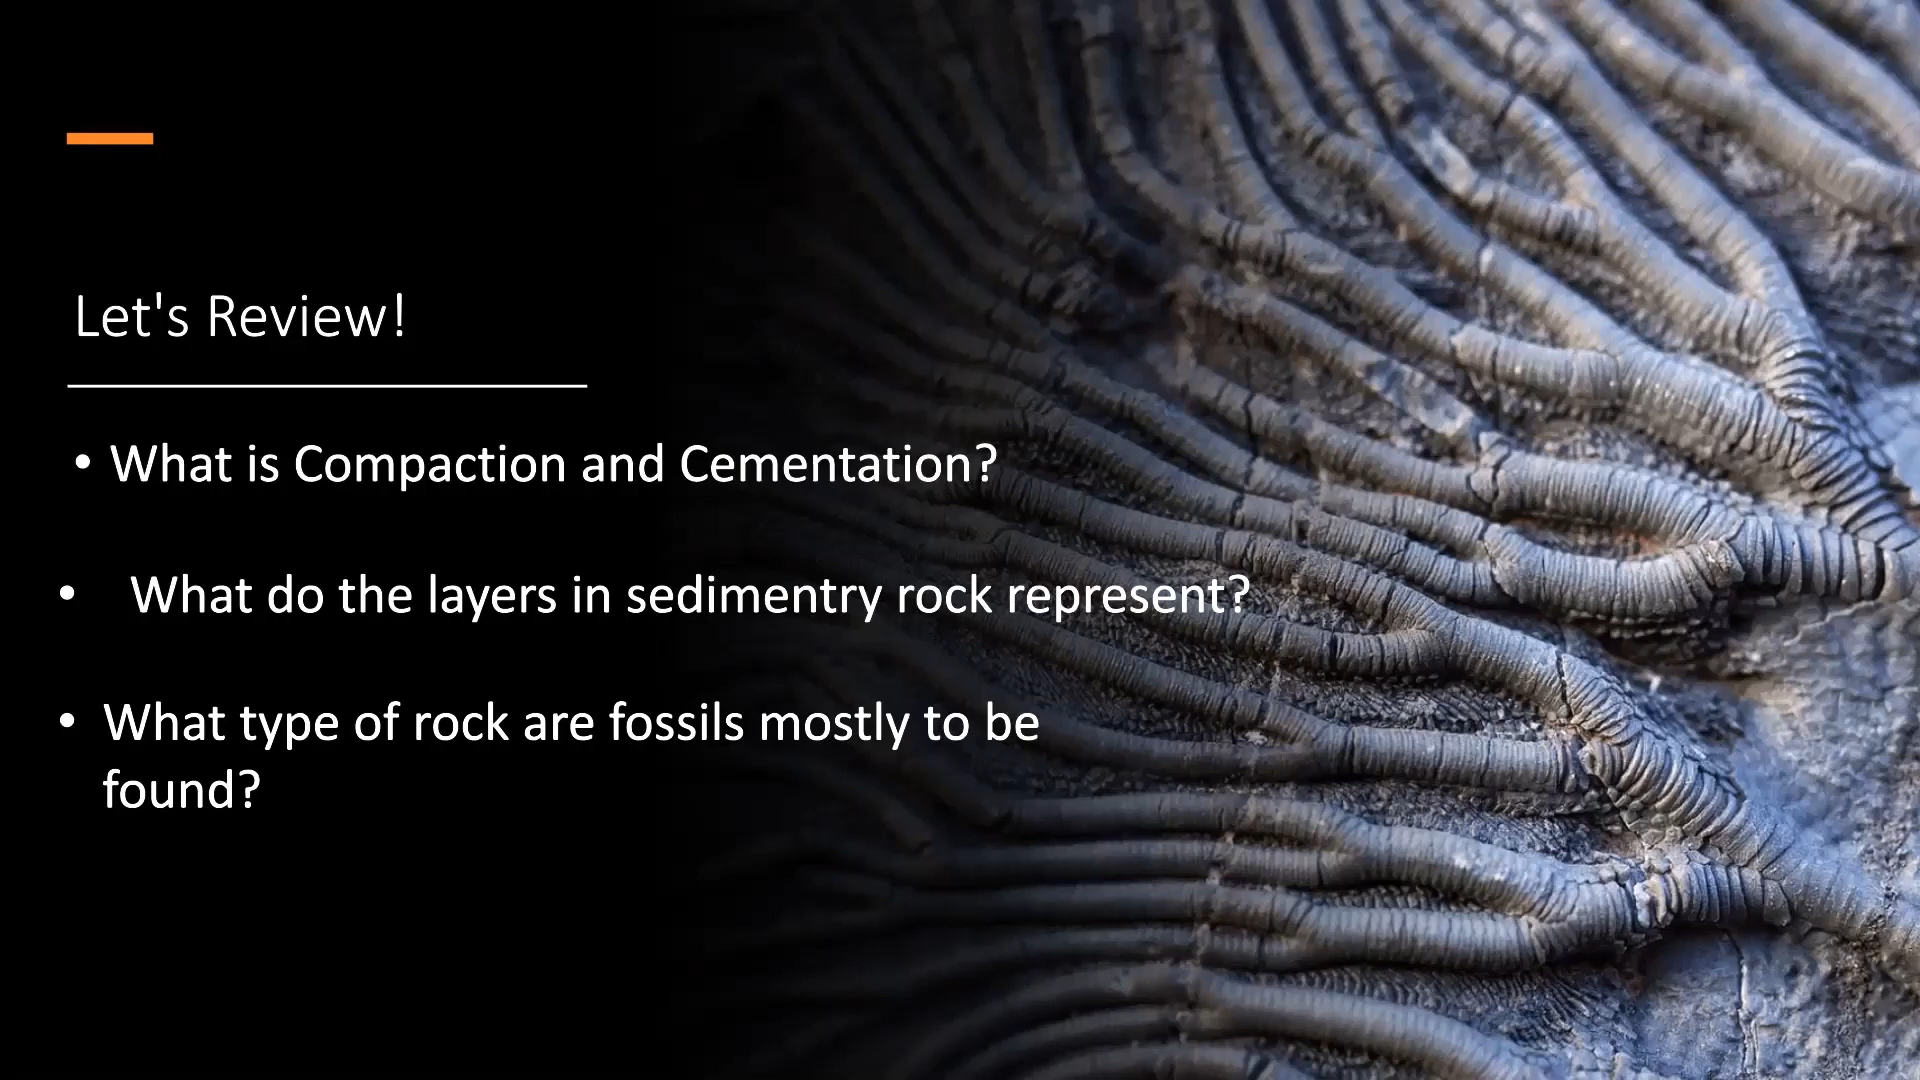 Let's Review!
• What is Compaction and Cementation?
• What do the layers in sedimentry rock represent?
• What type of rock are fossils mostly to be
found?